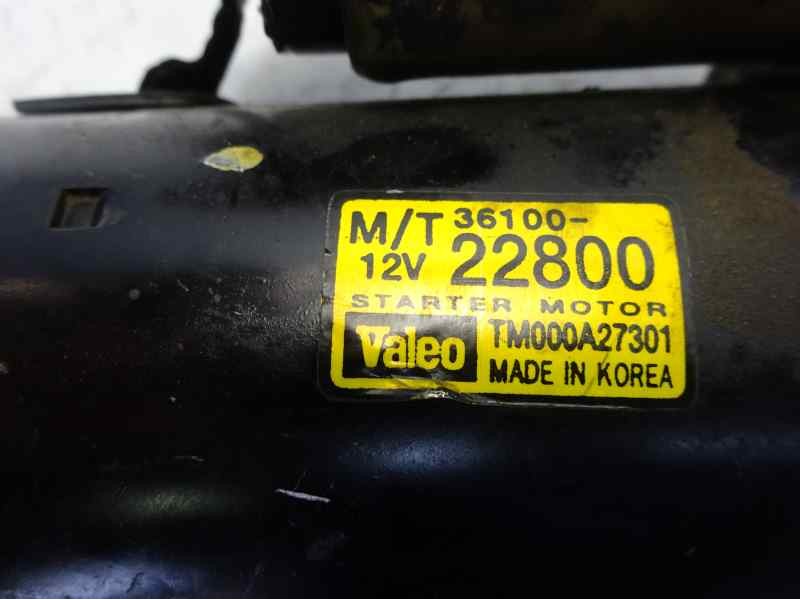 M/T 36100-
12V 22800
STARTER MOTOR
Valeo TM000A27301
MADE IN KOREA